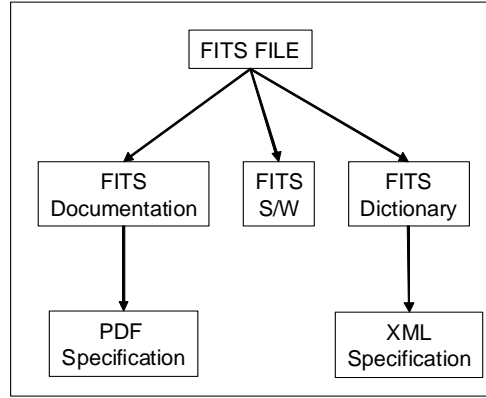 FITS FILE
FITS
Documentation
FITS
S/W
FITS
Dictionary
PDF
Specification
XML
Specification